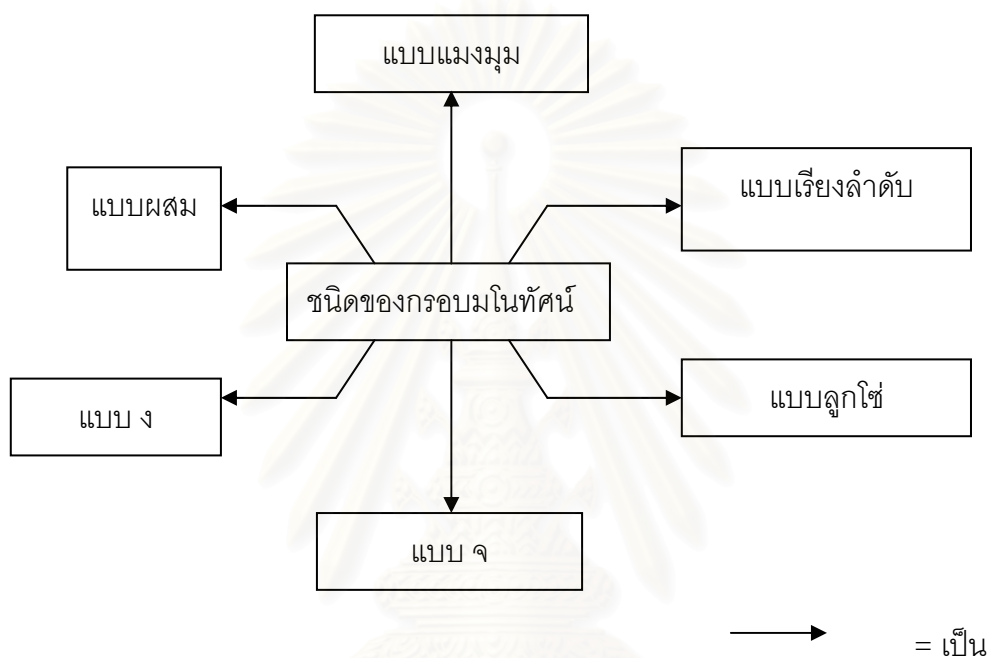 แบบแมงมุม
แบบผสม
แบบเรียงลำดับ
ชนิดของกรอบมโนทัศน์
แบบ ง
แบบลูกโซ่
แบบ จ
= เป็น